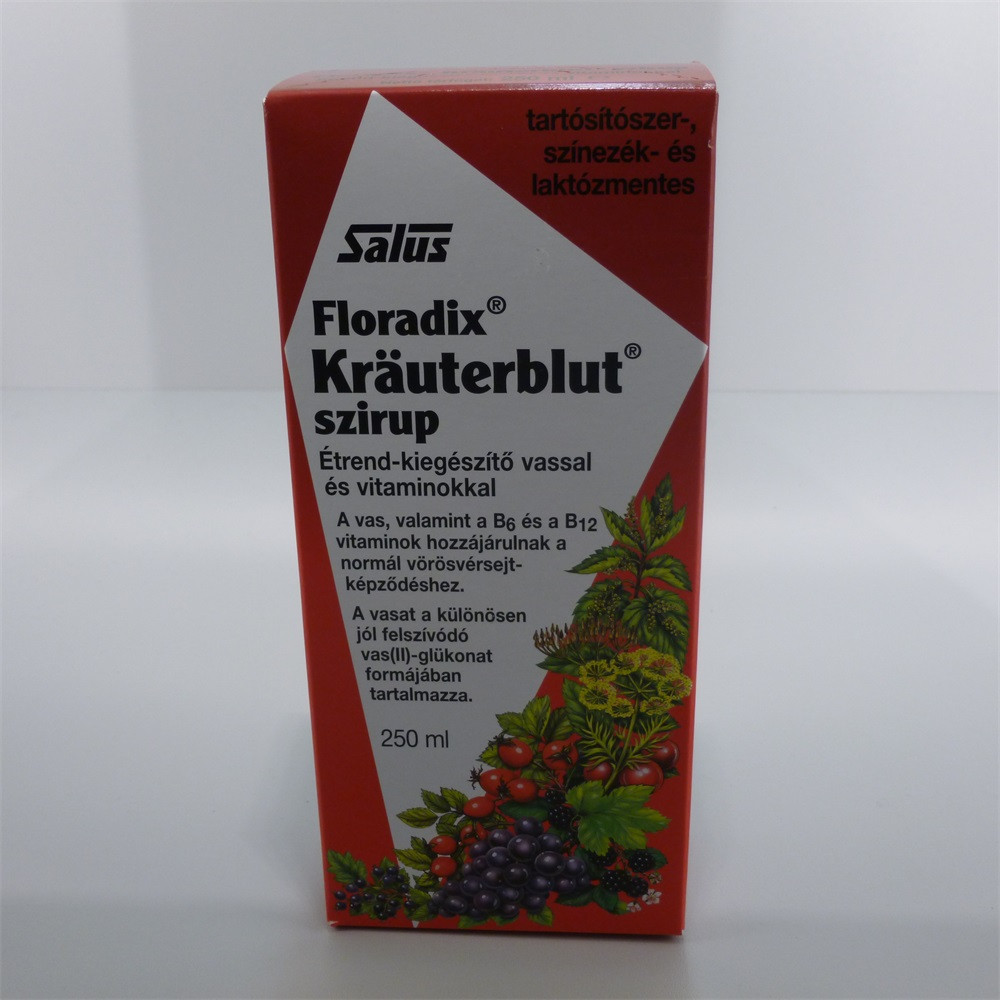 tartósítószer-,
színezék- és
laktózmentes
Salus
Floradix®
Kräuterblut®
szirup
Étrend-kiegészítő vassal
és vitaminokkal
A vas, valamint a B6 és a B12
vitaminok hozzájárulnak a
normál vörösvérsejt-
képződéshez.
A vasat a különösen
jól felszívódó
vas(II)-glükonat
formájában
tartalmazza.
250 ml